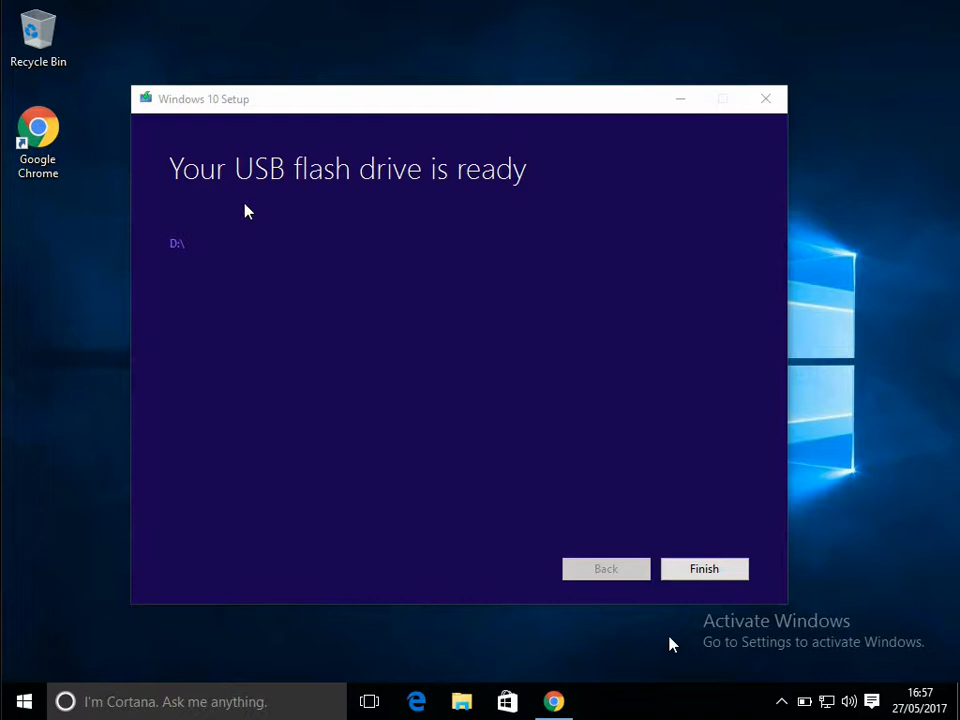 Recycle Bin
Google
Chrome
Windows 10 Setup
Your USB flash drive is ready
D:\
Back
Finish
Activate Windows
Go to Settings to activate Windows.
I'm Cortana. Ask me anything.
16:57
27/05/2017